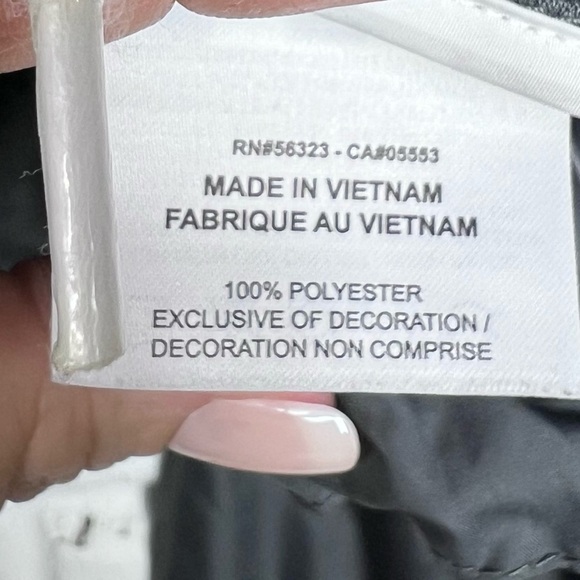 RN#56323 - CA#05553
MADE IN VIETNAM
FABRIQUE AU VIETNAM
100% POLYESTER
EXCLUSIVE OF DECORATION /
DECORATION NON COMPRISE